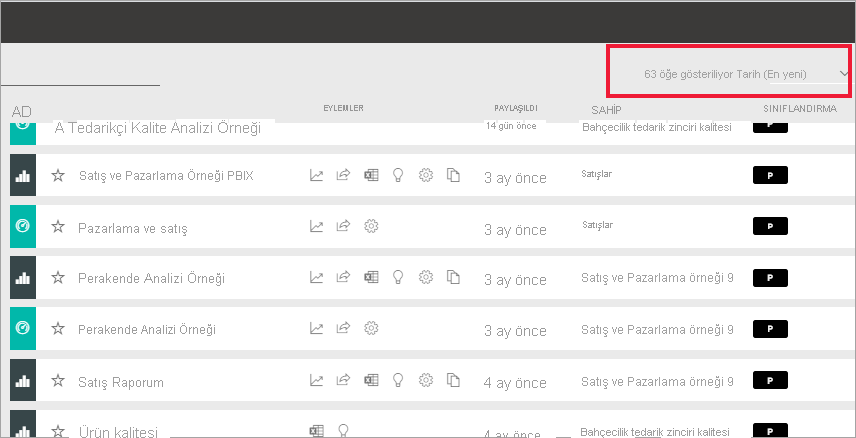 63 öğe gösteriliyor Tarih (En yeni)
AD EYLEMLER PAYLAŞILDI SAHİP SINIFLANDIRMA
A Tedarikçi Kalite Analizi Örneği 14 gün önce Bahçecilik tedarik zinciri kalitesi P
Satış ve Pazarlama Örneği PBIX 3 ay önce Satışlar P
Pazarlama ve satış 3 ay önce Satışlar P
Perakende Analizi Örneği 3 ay önce Satış ve Pazarlama örneği 9 P
Perakende Analizi Örneği 3 ay önce Satış ve Pazarlama örneği 9 P
Satış Raporum 4 ay önce Satış ve Pazarlama örneği 9 P
Ürün kalitesi 4 ay önce Bahçecilik tedarik zinciri kalitesi P